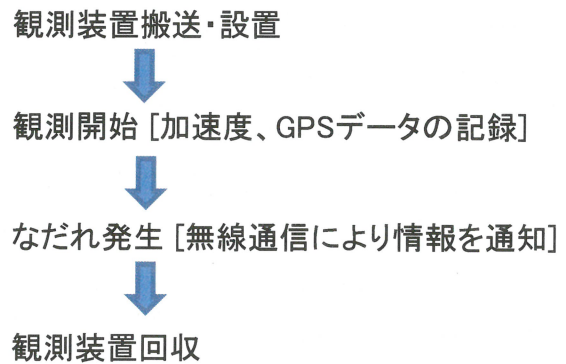 観測装置搬送・設置
観測開始［加速度、GPSデータの記録］
なだれ発生［無線通信により情報を通知］
観測装置回収